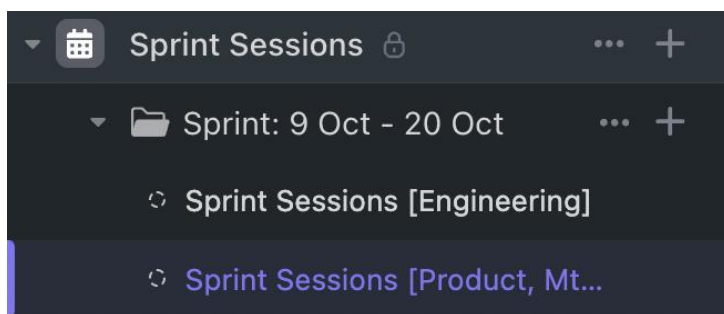 Sprint Sessions
Sprint: 9 Oct - 20 Oct
Sprint Sessions [Engineering]
Sprint Sessions [Product, Mt...